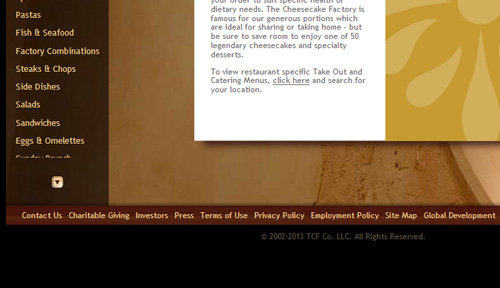 your order to suit specific health or
dietary needs. The Cheesecake Factory is
famous for our generous portions which
are ideal for sharing or taking home - but
be sure to save room to enjoy one of 50
legendary cheesecakes and specialty
desserts.
To view restaurant specific Take Out and
Catering Menus, click here and search for
your location.
Pastas
Fish & Seafood
Factory Combinations
Steaks & Chops
Side Dishes
Salads
Sandwiches
Eggs & Omelettes
Sunday Brunch
Contact Us Charitable Giving Investors Press Terms of Use Privacy Policy Employment Policy Site Map Global Development
© 2002-2013 TCF Co. LLC. All Rights Reserved.